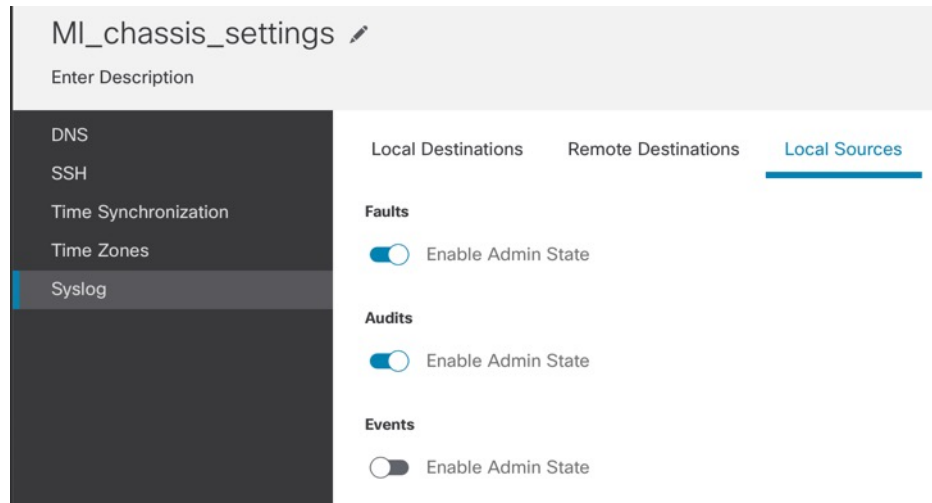 MI_chassis_settings
Enter Description
DNS
SSH
Time Synchronization
Time Zones
Syslog
Local Destinations Remote Destinations Local Sources
Faults
Enable Admin State
Audits
Enable Admin State
Events
Enable Admin State